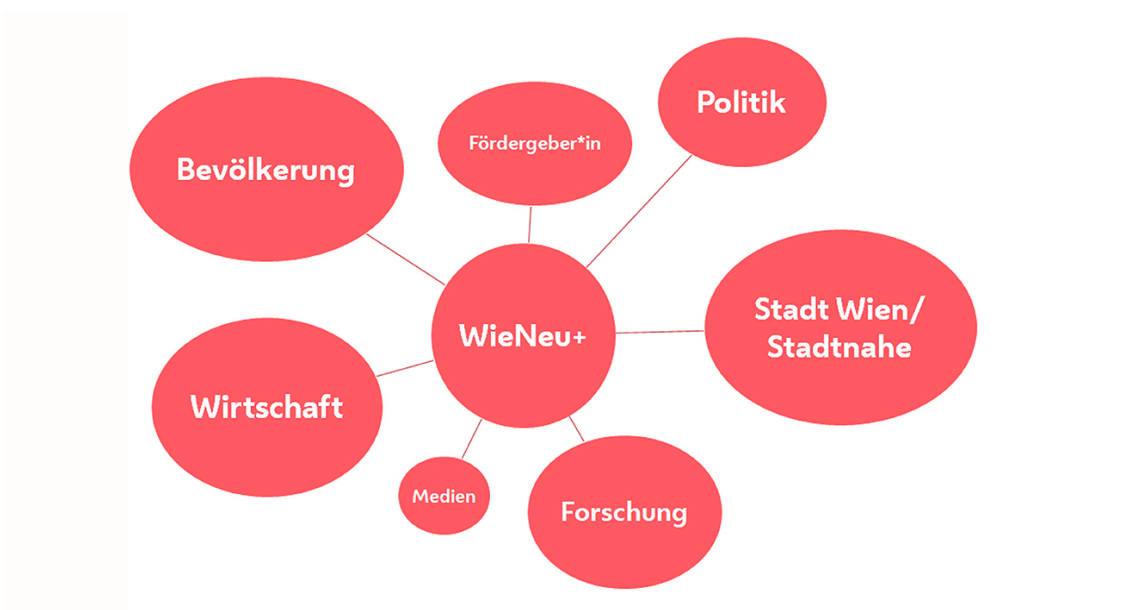 Politik
Fördergeber*in
Bevölkerung
Stadt Wien/
Stadtnahe
WieNeu+
Wirtschaft
Medien
Forschung